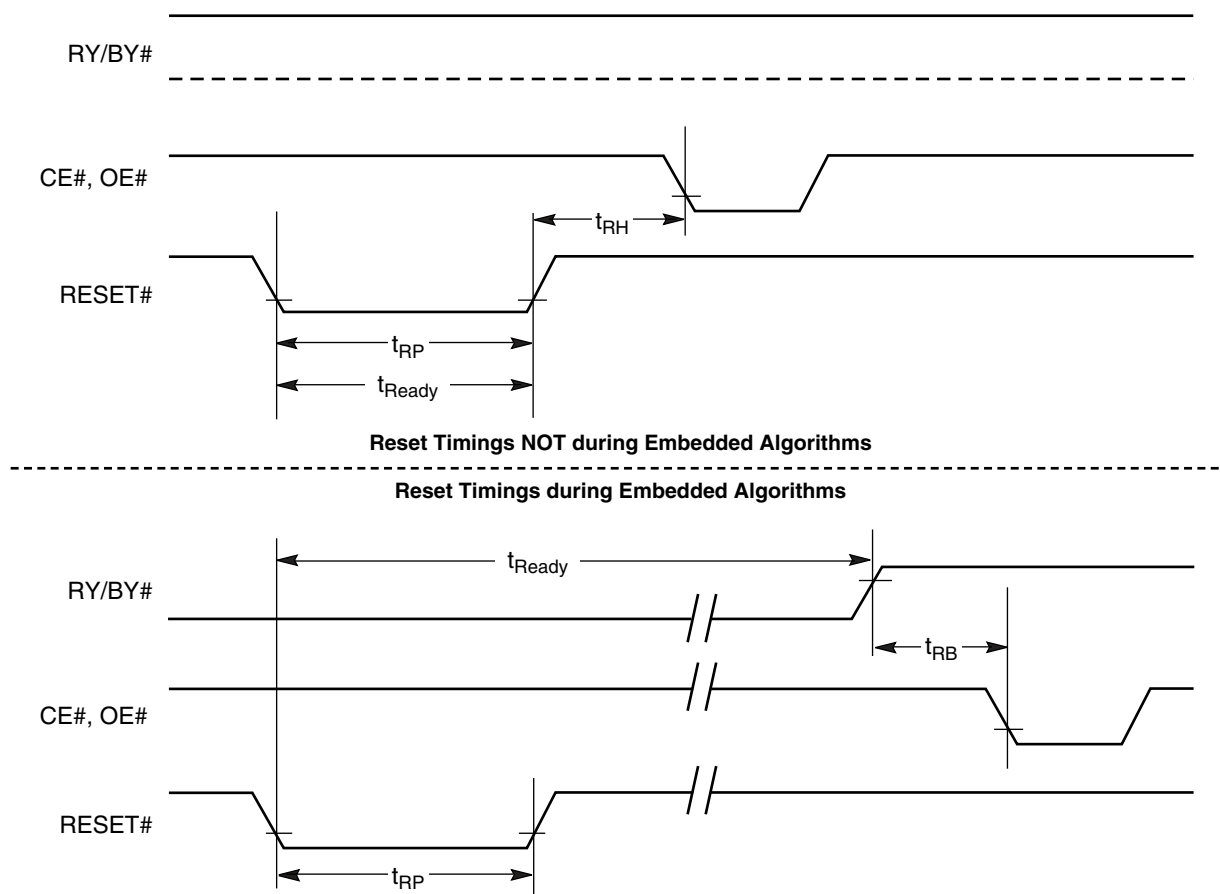 RY/BY#
CE#, OE#
tRH
RESET#
tRP
tReady
Reset Timings NOT during Embedded Algorithms
Reset Timings during Embedded Algorithms
tReady
RY/BY#
tRB
CE#, OE#
RESET#
tRP